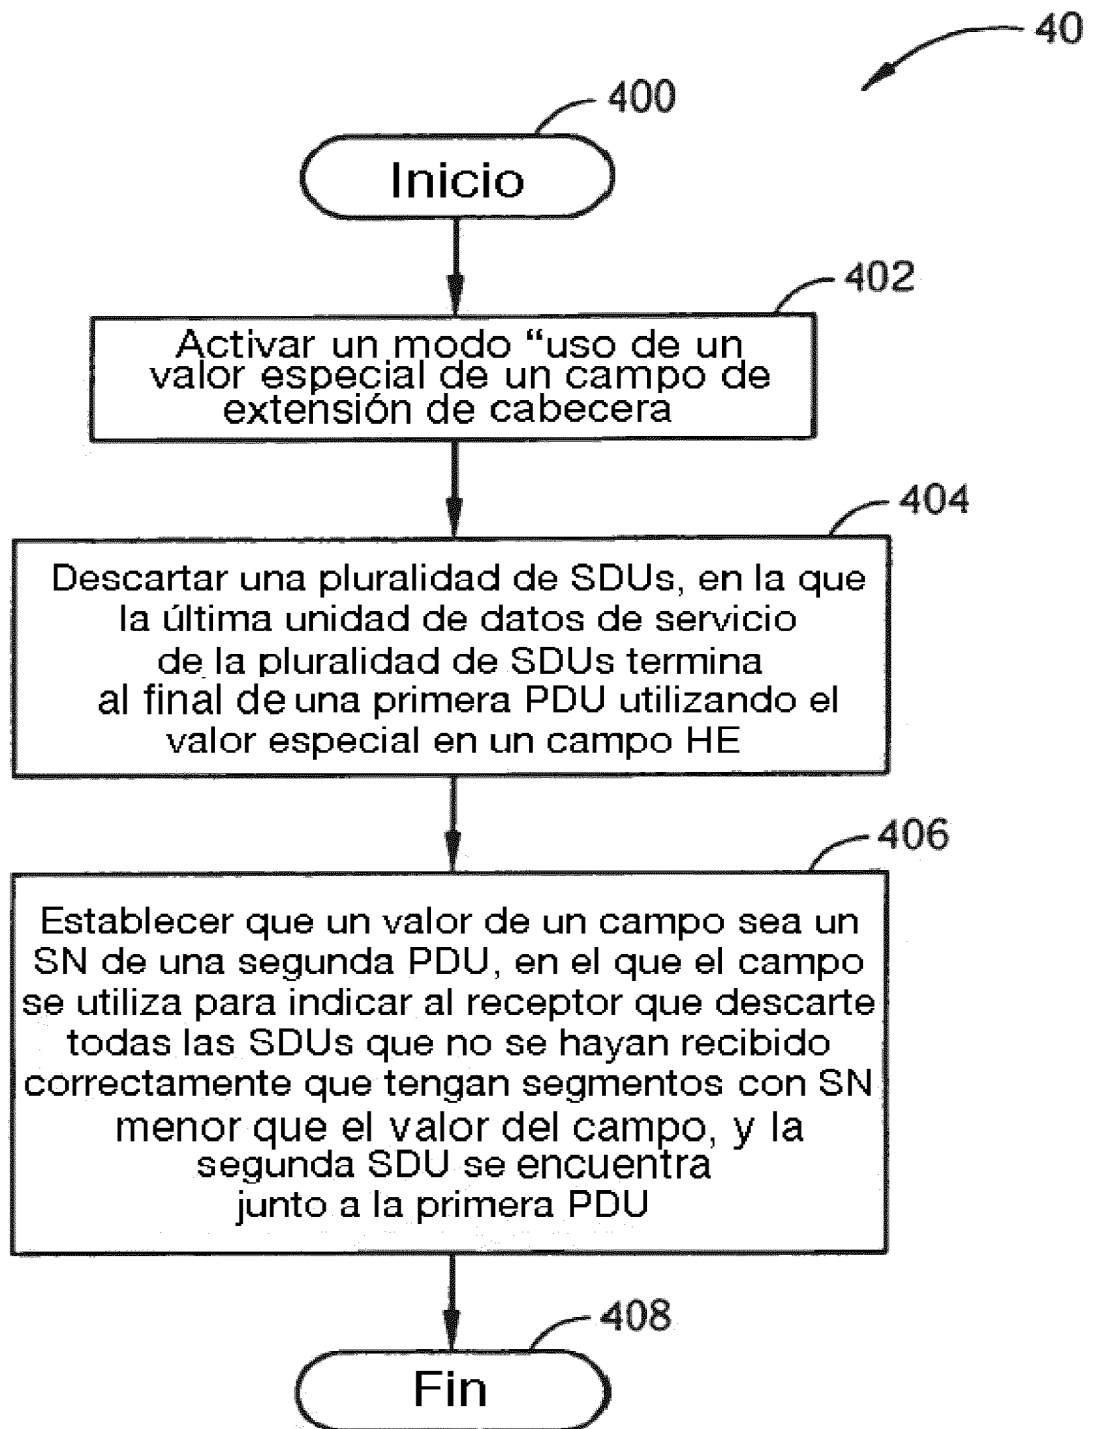 40
400
Inicio
402
Activar un modo “uso de un
valor especial de un campo de
extensión de cabecera
404
Descartar una pluralidad de SDUs, en la que
la última unidad de datos de servicio
de la pluralidad de SDUs termina
al final de una primera PDU utilizando el
valor especial en un campo HE
406
Establecer que un valor de un campo sea un
SN de una segunda PDU, en el que el campo
se utiliza para indicar al receptor que descarte
todas las SDUs que no se hayan recibido
correctamente que tengan segmentos con SN
menor que el valor del campo, y la
segunda SDU se encuentra
junto a la primera PDU
408
Fin